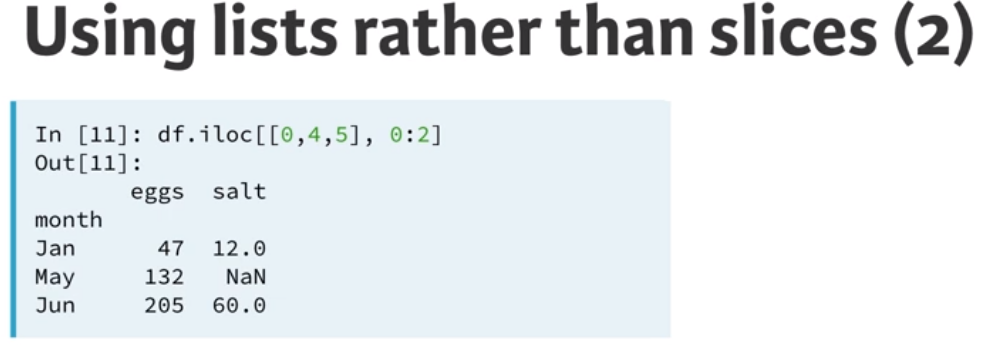 Using lists rather than slices (2)
In [11]: df.iloc[[0,4,5], 0:2]
Out[11]:
       eggs  salt
month
Jan      47  12.0
May     132   NaN
Jun     205  60.0